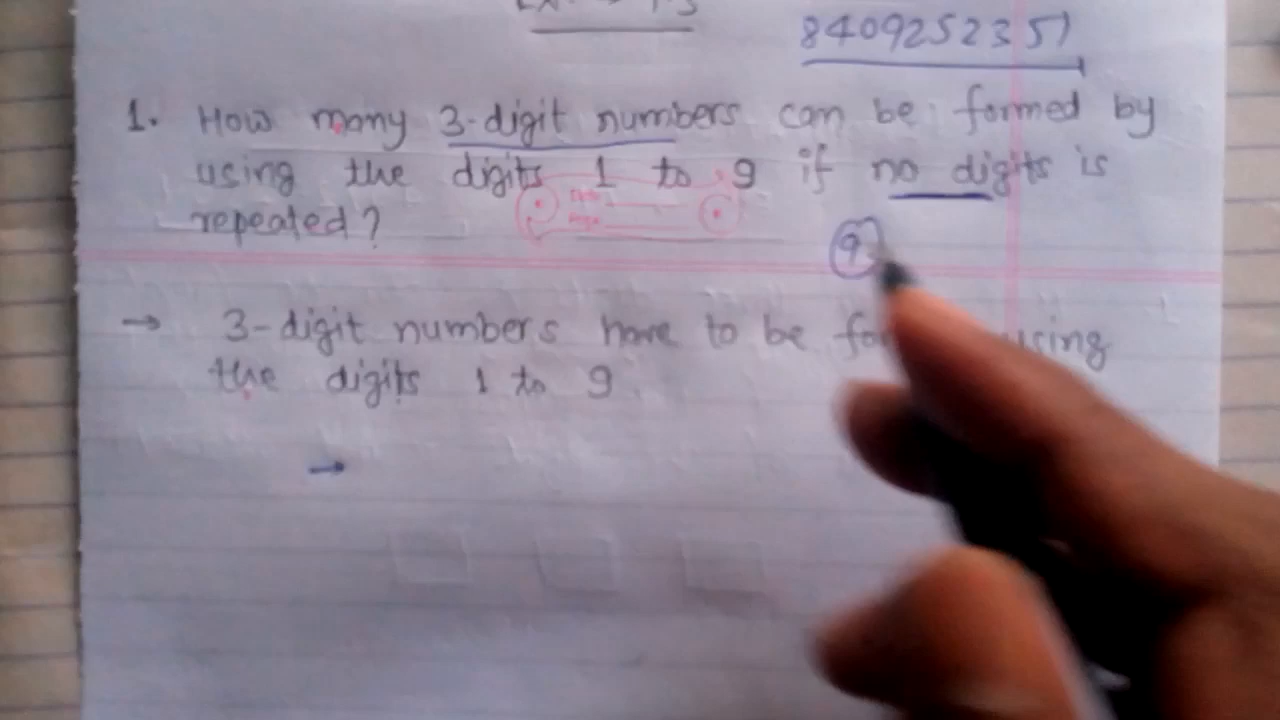 8409252351
1. How many 3-digit numbers can be formed by
using the digits 1 to 9 if no digits is
repeated?
9
→ 3-digit numbers have to be using
the digits 1 to 9.
→